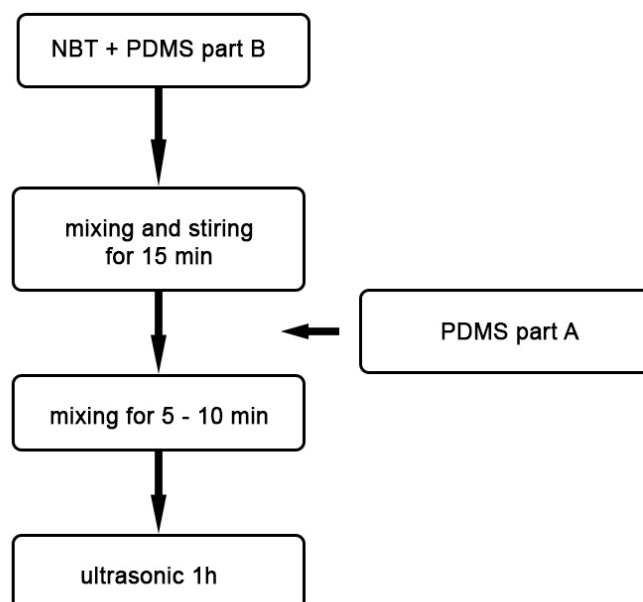 NBT + PDMS part B
mixing and stiring
for 15 min
PDMS part A
mixing for 5 - 10 min
ultrasonic 1h